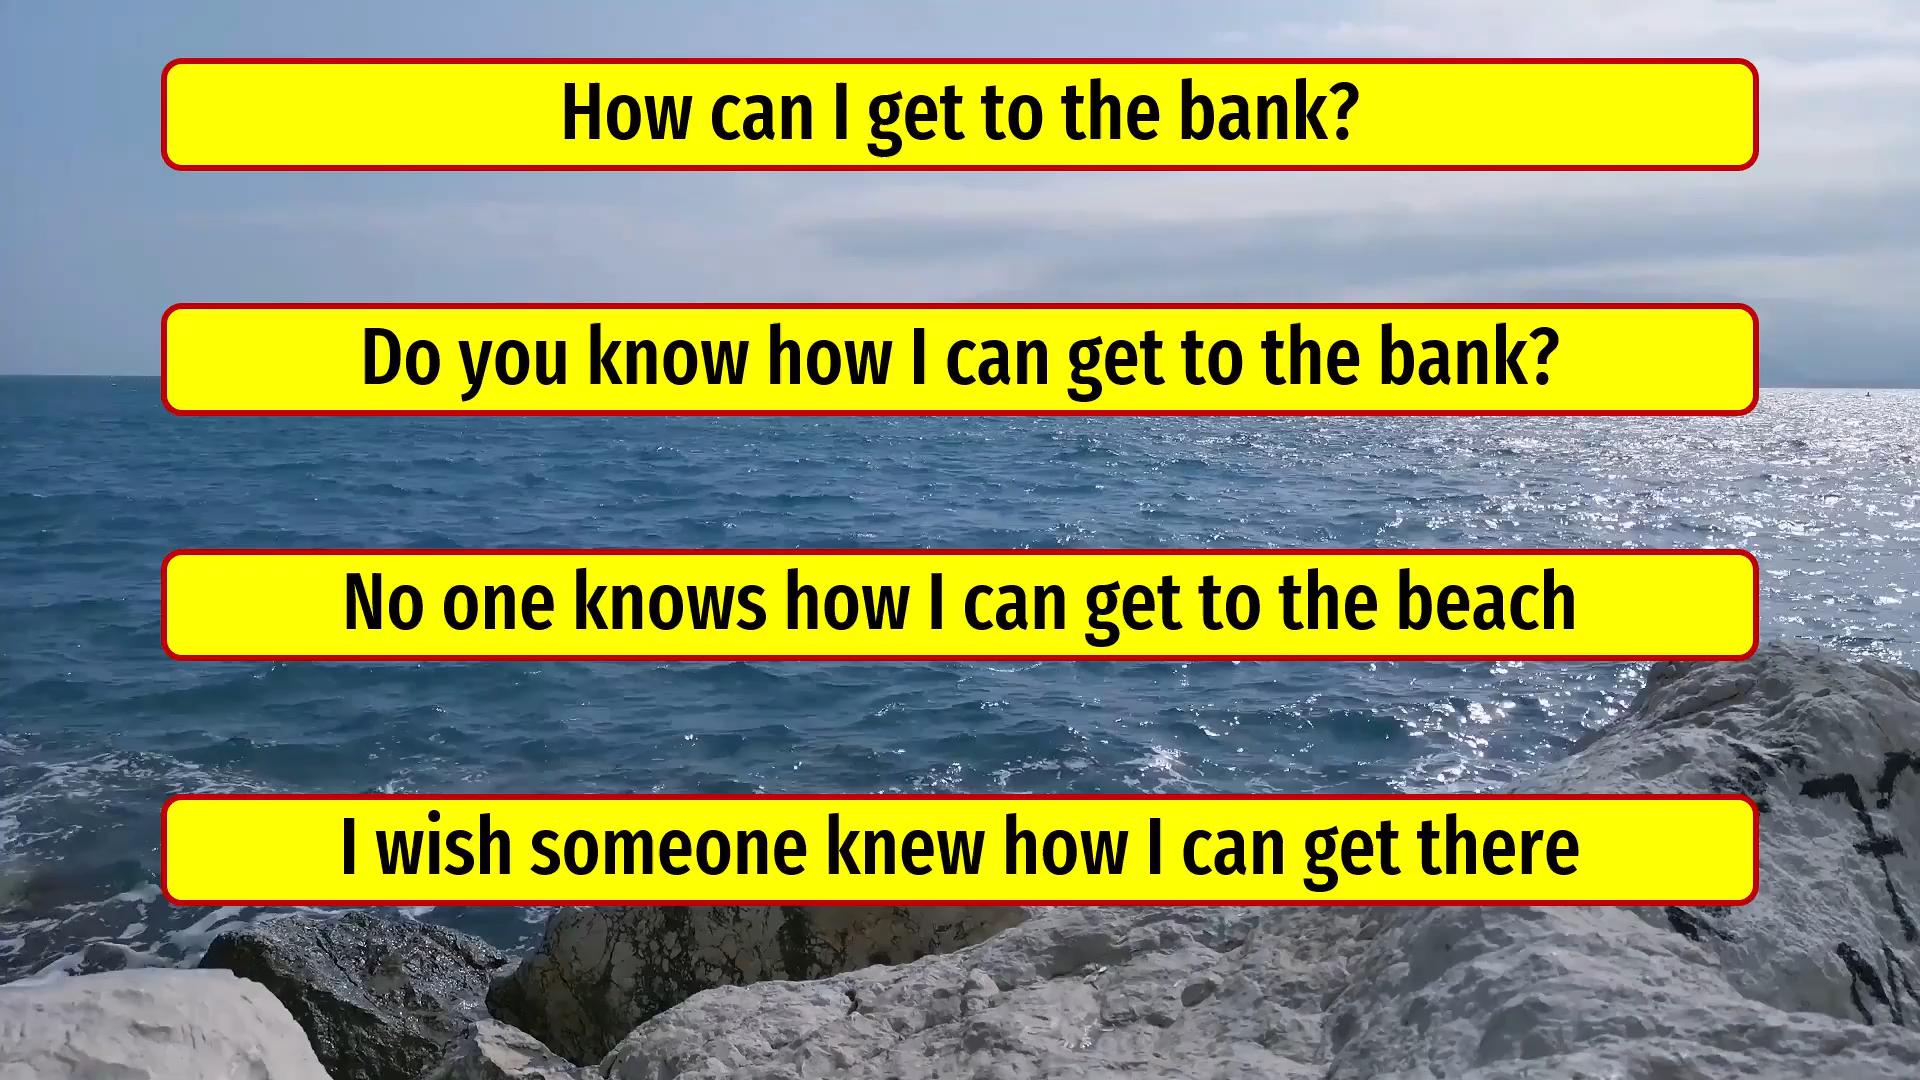 How can I get to the bank?
Do you know how I can get to the bank?
No one knows how I can get to the beach
I wish someone knew how I can get there